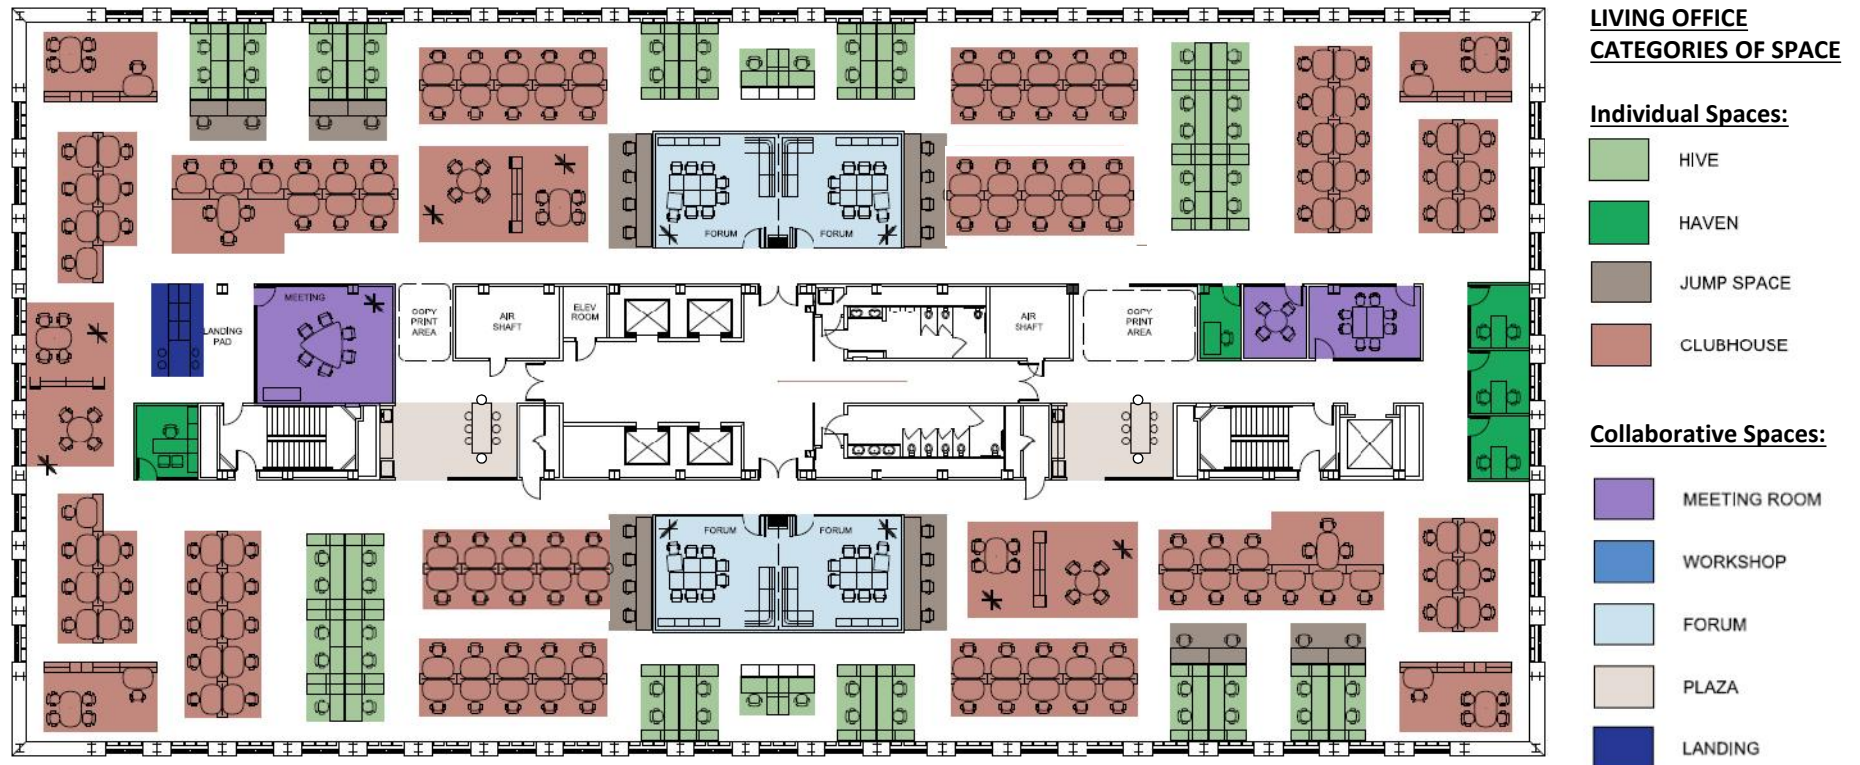 LIVING OFFICE
CATEGORIES OF SPACE
Individual Spaces:
HIVE
HAVEN
JUMP SPACE
CLUBHOUSE
Collaborative Spaces:
MEETING ROOM
WORKSHOP
FORUM
PLAZA
LANDING
FORUM
FORUM
MEETING
LANDING
PAD
COPY
PRINT
AREA
AIR
SHAFT
ELEV
ROOM
AIR
SHAFT
COPY
PRINT
AREA
FORUM
FORUM